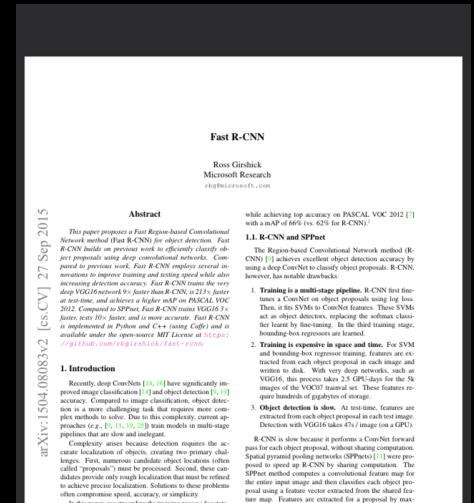 Fast R-CNN
Ross Girshick
Microsoft Research
rbg@microsoft.com
arXiv:1504.08083v2 [cs.CV] 27 Sep 2015
Abstract
This paper proposes a Fast Region-based Convolutional
Network method (Fast R-CNN) for object detection. Fast
R-CNN builds on previous work to efficiently classify ob-
ject proposals using deep convolutional networks. Com-
pared to previous work, Fast R-CNN employs several in-
novations to improve training and testing speed while also
increasing detection accuracy. Fast R-CNN trains the very
deep VGG16 network 9× faster than R-CNN, is 213× faster
at test-time, and achieves a higher mAP on PASCAL VOC
2012. Compared to SPPnet, Fast R-CNN trains VGG16 3×
faster, tests 10× faster, and is more accurate. Fast R-CNN
is implemented in Python and C++ (using Caffe) and is
available under the open-source MIT License at https:
//github.com/rbgirshick/fast-rcnn.
1. Introduction
Recently, deep ConvNets [14, 16] have significantly im-
proved image classification [14] and object detection [9, 19]
accuracy. Compared to image classification, object detec-
tion is a more challenging task that requires more com-
plex methods to solve. Due to this complexity, current ap-
proaches (e.g., [9, 11, 19, 25]) train models in multi-stage
pipelines that are slow and inelegant.
Complexity arises because detection requires the ac-
curate localization of objects, creating two primary chal-
lenges. First, numerous candidate object locations (often
called "proposals") must be processed. Second, these can-
didates provide only rough localization that must be refined
to achieve precise localization. Solutions to these problems
often compromise speed, accuracy, or simplicity.
while achieving top accuracy on PASCAL VOC 2012 [7]
with a mAP of 66% (vs. 62% for R-CNN).1
1.1. R-CNN and SPPnet
The Region-based Convolutional Network method (R-
CNN) [9] achieves excellent object detection accuracy by
using a deep ConvNet to classify object proposals. R-CNN,
however, has notable drawbacks:
1. Training is a multi-stage pipeline. R-CNN first fine-
tunes a ConvNet on object proposals using log loss.
Then, it fits SVMs to ConvNet features. These SVMs
act as object detectors, replacing the softmax classi-
fier learnt by fine-tuning. In the third training stage,
bounding-box regressors are learned.
2. Training is expensive in space and time. For SVM
and bounding-box regressor training, features are ex-
tracted from each object proposal in each image and
written to disk. With very deep networks, such as
VGG16, this process takes 2.5 GPU-days for the 5k
images of the VOC07 trainval set. These features re-
quire hundreds of gigabytes of storage.
3. Object detection is slow. At test-time, features are
extracted from each object proposal in each test image.
Detection with VGG16 takes 47s / image (on a GPU).
R-CNN is slow because it performs a ConvNet forward
pass for each object proposal, without sharing computation.
Spatial pyramid pooling networks (SPPnets) [11] were pro-
posed to speed up R-CNN by sharing computation. The
SPPnet method computes a convolutional feature map for
the entire input image and then classifies each object pro-
posal using a feature vector extracted from the shared fea-
ture map. Features are extracted for a proposal by max-